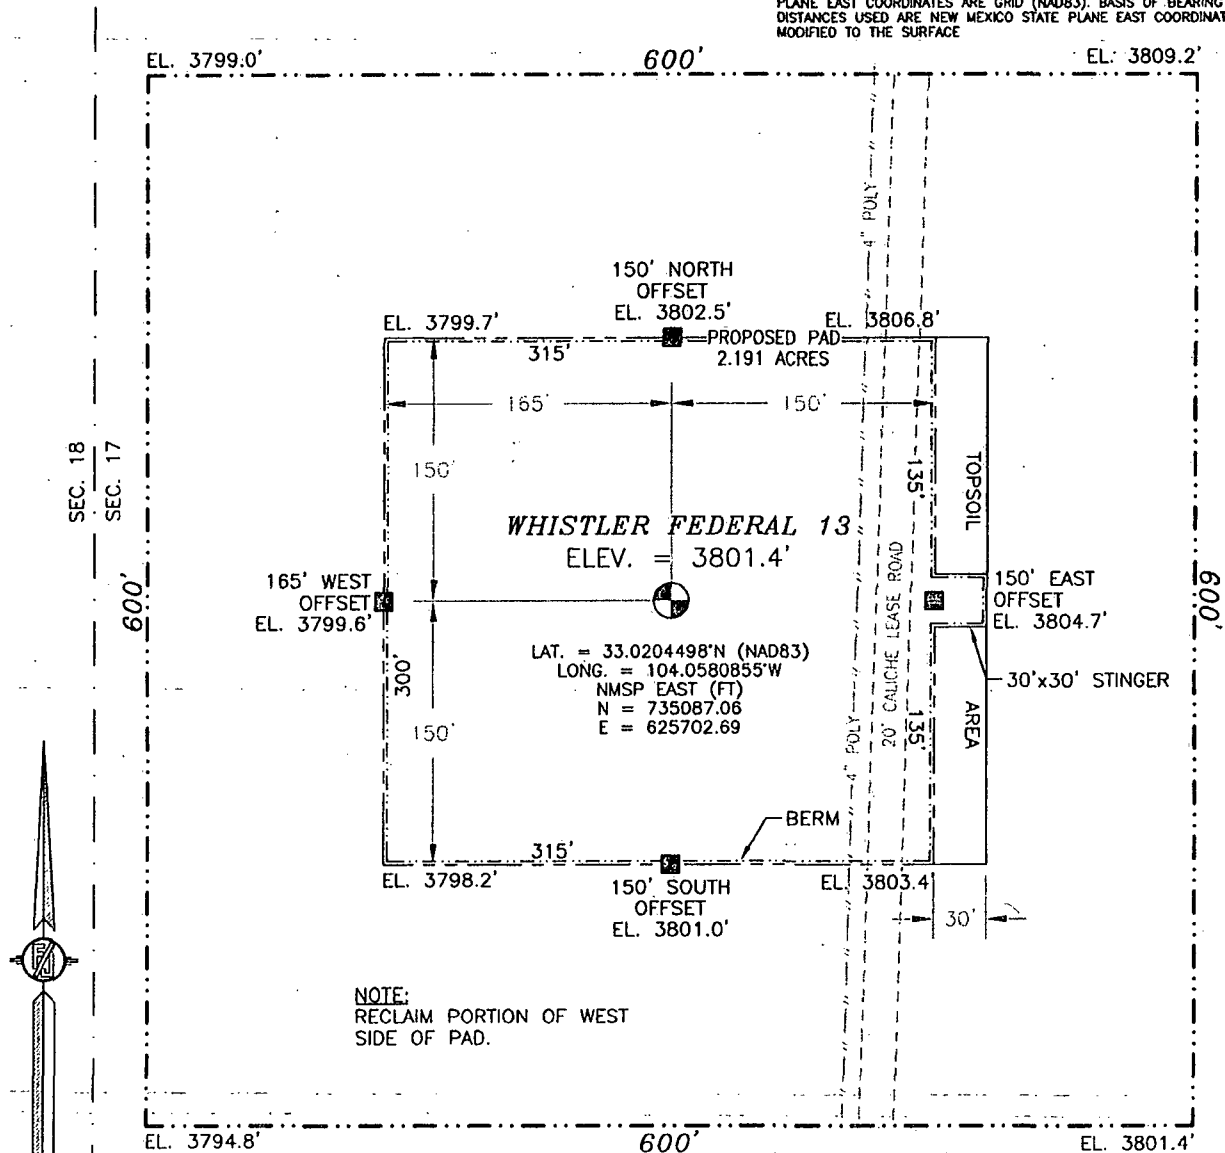 PLANE EAST COORDINATES ARE GRID (NAD83). BASIS OF BEARING
DISTANCES USED ARE NEW MEXICO STATE PLANE EAST COORDINAT
MODIFIED TO THE SURFACE
EL. 3799.0'
600'
EL. 3809.2'
4" POLY
150' NORTH
OFFSET
EL. 3802.5'
EL. 3799.7'
EL. 3806.8'
315'
PROPOSED PAD
2.191 ACRES
165'
150'
SEC. 18
SEC. 17
150'
135'
TOPSOIL
WHISTLER FEDERAL 13
ELEV. = 3801.4'
600'
165' WEST
OFFSET
EL. 3799.6'
150' EAST
OFFSET
EL. 3804.7'
600'
LAT. = 33.0204498°N (NAD83)
LONG. = 104.0580855°W
NMSP EAST (FT)
N = 735087.06
E = 625702.69
300'
20' CALICHE LEASE ROAD
30'x30' STINGER
150'
4" POLY
135'
AREA
BERM
315'
EL. 3798.2'
150' SOUTH
OFFSET
EL. 3801.0'
EL. 3803.4'
30'
NOTE:
RECLAIM PORTION OF WEST
SIDE OF PAD.
EL. 3794.8'
600'
EL. 3801.4'